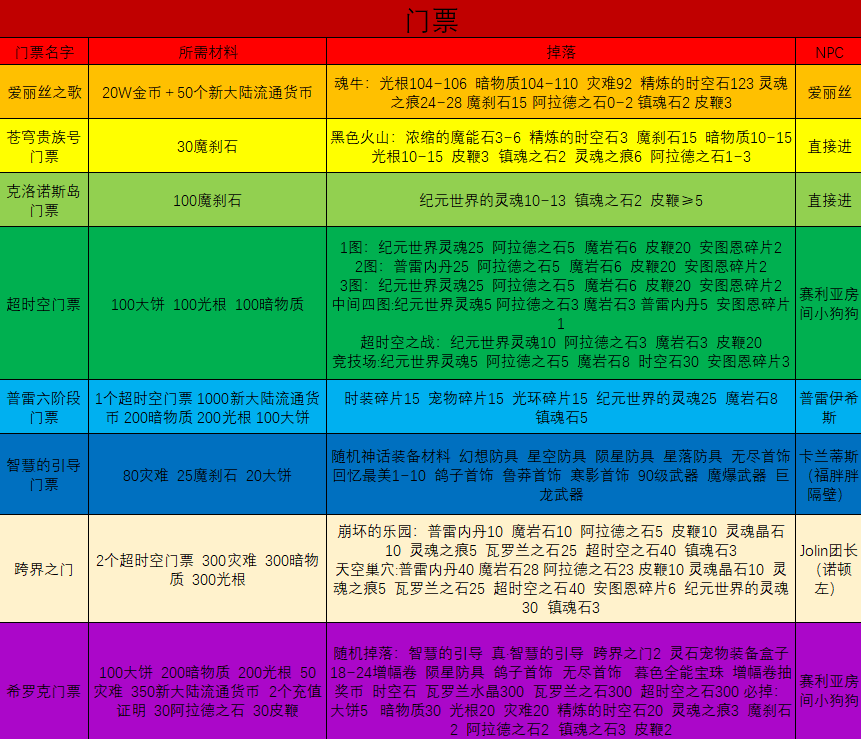 门票
门票名字 所需材料 掉落 NPC
爱丽丝之歌 20W金币＋50个新大陆流通货币
魂牛：光根104-106 暗物质104-110 灾难92 精炼的时空石123 灵魂
之痕24-28 魔刹石15 阿拉德之石0-2 镇魂石2 皮鞭3
爱丽丝
苍穹贵族号
门票
30魔刹石
黑色火山：浓缩的魔能石3-6 精炼的时空石3 魔刹石15 暗物质10-15
光根10-15 皮鞭3 镇魂之石2 灵魂之痕6 阿拉德之石1-3
直接进
克洛诺斯岛
门票
100魔刹石
纪元世界的灵魂10-13 镇魂之石2 皮鞭≥5
直接进
超时空门票
100大饼 100光根 100暗物质
1图：纪元世界灵魂25 阿拉德之石5 魔岩石6 皮鞭20 安图恩碎片2
2图：普雷内丹25 阿拉德之石5 魔岩石6 皮鞭20 安图恩碎片2
3图：纪元世界灵魂25 阿拉德之石5 魔岩石6 皮鞭20 安图恩碎片2
中间四图:纪元世界灵魂5 阿拉德之石3 魔岩石3 普雷内丹5 安图恩碎片
1
超时空之战：纪元世界灵魂10 阿拉德之石3 魔岩石3 皮鞭20
竞技场:纪元世界灵魂5 阿拉德之石5 魔岩石8 时空石30 安图恩碎片3
赛利亚房
间小狗狗
普雷六阶段
门票
1个超时空门票 1000新大陆流通货
币 200暗物质 200光根 100大饼
时装碎片15 宠物碎片15 光环碎片15 纪元世界的灵魂25 魔岩石8
镇魂石5
普雷伊希
斯
智慧的引导
门票
80灾难 25魔刹石 20大饼
随机神话装备材料 幻想防具 星空防具 陨星防具 星落防具 无尽首饰
回忆最美1-10 鸽子首饰 鲁莽首饰 寒影首饰 90级武器 魔爆武器 巨
龙武器
卡兰蒂斯
（福胖胖
隔壁）
跨界之门
2个超时空门票 300灾难 300暗物
质 300光根
崩坏的乐园：普雷内丹10 魔岩石10 阿拉德之石5 皮鞭10 灵魂晶石
10 灵魂之痕5 瓦罗兰之石25 超时空之石40 镇魂石3
天空巢穴:普雷内丹40 魔岩石28 阿拉德之石23 皮鞭10 灵魂晶石10 灵
魂之痕5 瓦罗兰之石25 超时空之石40 安图恩碎片6 纪元世界的灵魂
30 镇魂石3
Jolin团长
（诺顿
左）
希罗克门票
100大饼 200暗物质 200光根 50
灾难 350新大陆流通货币 2个充值
证明 30阿拉德之石 30皮鞭
随机掉落：智慧的引导 真·智慧的引导 跨界之门2 灵石宠物装备盒子
18-24增幅卷 陨星防具 鸽子首饰 无尽首饰 暮色全能宝珠 增幅卷抽
奖币 时空石 瓦罗兰水晶300 瓦罗兰之石300 超时空之石300 必掉：
大饼5 暗物质30 光根20 灾难20 精炼的时空石20 灵魂之痕3 魔刹石
2 阿拉德之石2 镇魂之石3 皮鞭2
赛利亚房
间小狗狗